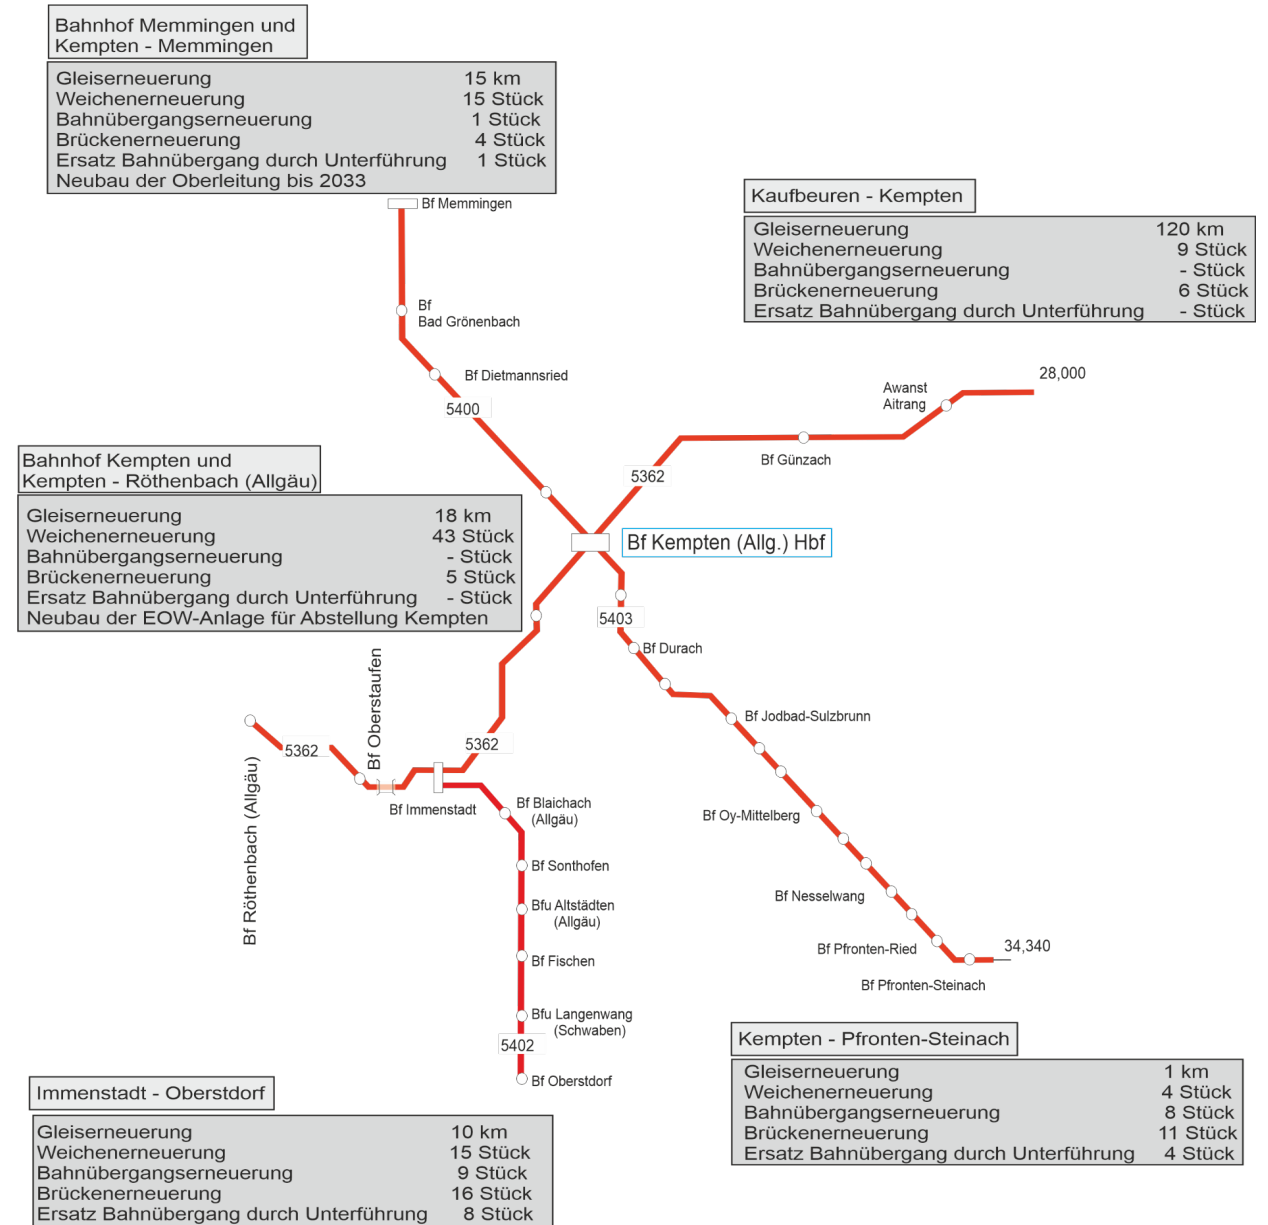 Bahnhof Memmingen und
Kempten - Memmingen
Gleiserneuerung 15 km
Weichenerneuerung 15 Stück
Bahnübergangserneuerung 1 Stück
Brückenerneuerung 4 Stück
Ersatz Bahnübergang durch Unterführung 1 Stück
Neubau der Oberleitung bis 2033
Kaufbeuren - Kempten
Gleiserneuerung 120 km
Weichenerneuerung 9 Stück
Bahnübergangserneuerung - Stück
Brückenerneuerung 6 Stück
Ersatz Bahnübergang durch Unterführung - Stück
Bf Memmingen
Bf
Bad Grönenbach
Bf Dietmannsried
5400
28,000
Awanst
Aitrang
Bf Günzach
5362
Bahnhof Kempten und
Kempten - Röthenbach (Allgäu)
Gleiserneuerung 18 km
Weichenerneuerung 43 Stück
Bahnübergangserneuerung - Stück
Brückenerneuerung 5 Stück
Ersatz Bahnübergang durch Unterführung - Stück
Neubau der EOW-Anlage für Abstellung Kempten
Bf Kempten (Allg.) Hbf
5403
Bf Durach
Bf Jodbad-Sulzbrunn
Bf Oy-Mittelberg
Bf Nesselwang
Bf Pfronten-Ried
34,340
Bf Pfronten-Steinach
Bf Oberstaufen
5362
5362
Bf Röthenbach (Allgäu)
Bf Immenstadt
Bf Blaichach
(Allgäu)
Bf Sonthofen
Bfu Altstädten
(Allgäu)
Bf Fischen
Bfu Langenwang
(Schwaben)
5402
Bf Oberstdorf
Kempten - Pfronten-Steinach
Gleiserneuerung 1 km
Weichenerneuerung 4 Stück
Bahnübergangserneuerung 8 Stück
Brückenerneuerung 11 Stück
Ersatz Bahnübergang durch Unterführung 4 Stück
Immenstadt - Oberstdorf
Gleiserneuerung 10 km
Weichenerneuerung 15 Stück
Bahnübergangserneuerung 9 Stück
Brückenerneuerung 16 Stück
Ersatz Bahnübergang durch Unterführung 8 Stück